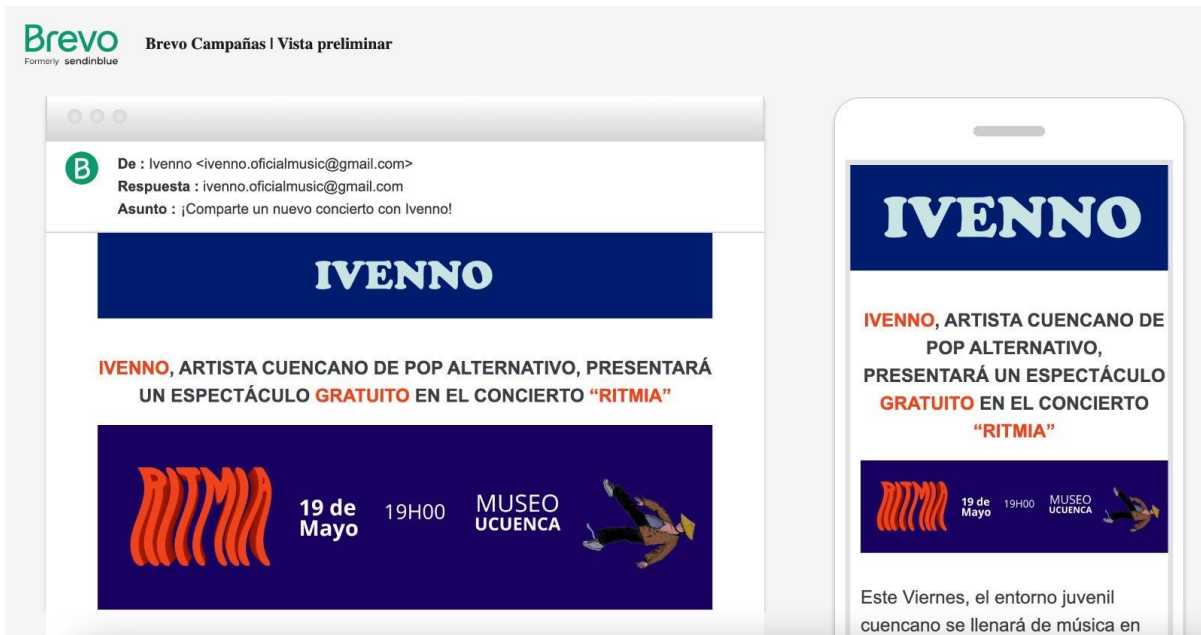 Brevo
Formerly sendinblue
Brevo Campañas | Vista preliminar
B
De : Ivenno <ivenno.oficialmusic@gmail.com>
Respuesta : ivenno.oficialmusic@gmail.com
Asunto : ¡Comparte un nuevo concierto con Ivenno!
IVENNO
IVENNO, ARTISTA CUENCANO DE POP ALTERNATIVO, PRESENTARÁ
UN ESPECTÁCULO GRATUITO EN EL CONCIERTO “RITMIA”
RITMIA
19 de
Mayo
19H00
MUSEO
UCUENCA
IVENNO
IVENNO, ARTISTA CUENCANO DE
POP ALTERNATIVO,
PRESENTARÁ UN ESPECTÁCULO
GRATUITO EN EL CONCIERTO
“RITMIA”
RITMIA
19 de
Mayo
19H00
MUSEO
UCUENCA
Este Viernes, el entorno juvenil
cuencano se llenará de música en